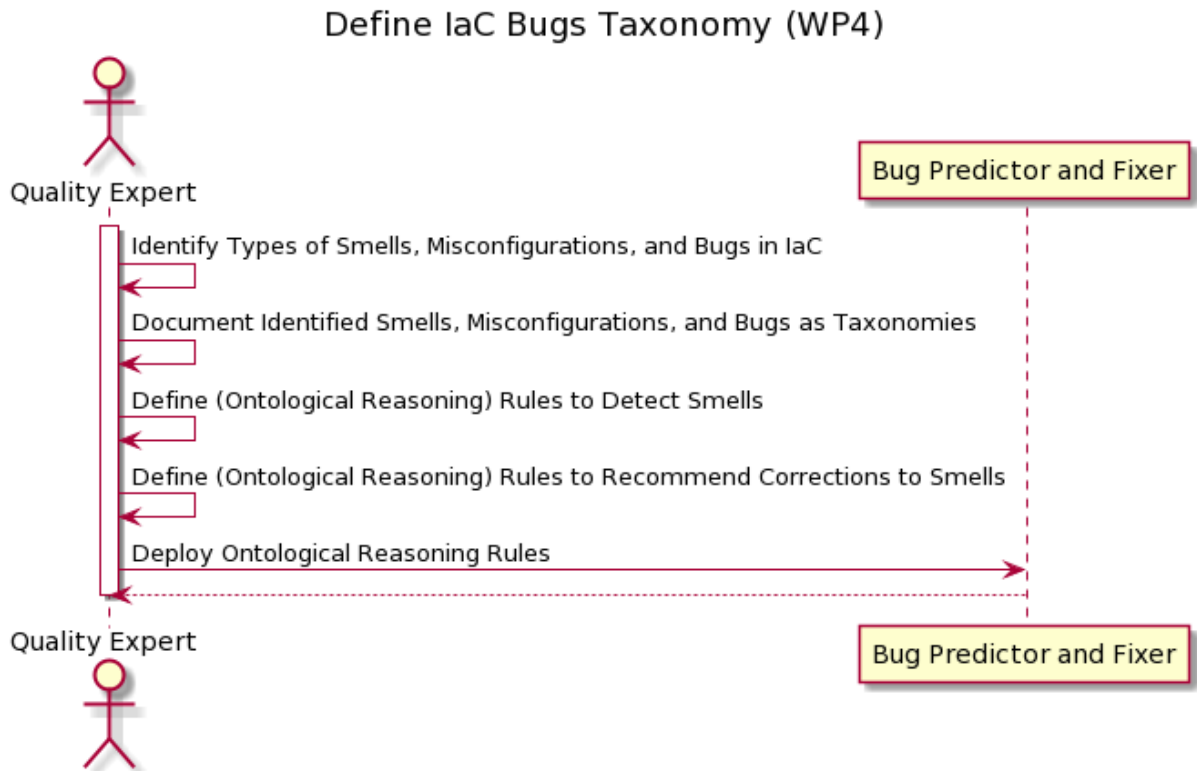 Define IaC Bugs Taxonomy (WP4)
Quality Expert
Bug Predictor and Fixer
Identify Types of Smells, Misconfigurations, and Bugs in IaC
Document Identified Smells, Misconfigurations, and Bugs as Taxonomies
Define (Ontological Reasoning) Rules to Detect Smells
Define (Ontological Reasoning) Rules to Recommend Corrections to Smells
Deploy Ontological Reasoning Rules
Quality Expert
Bug Predictor and Fixer